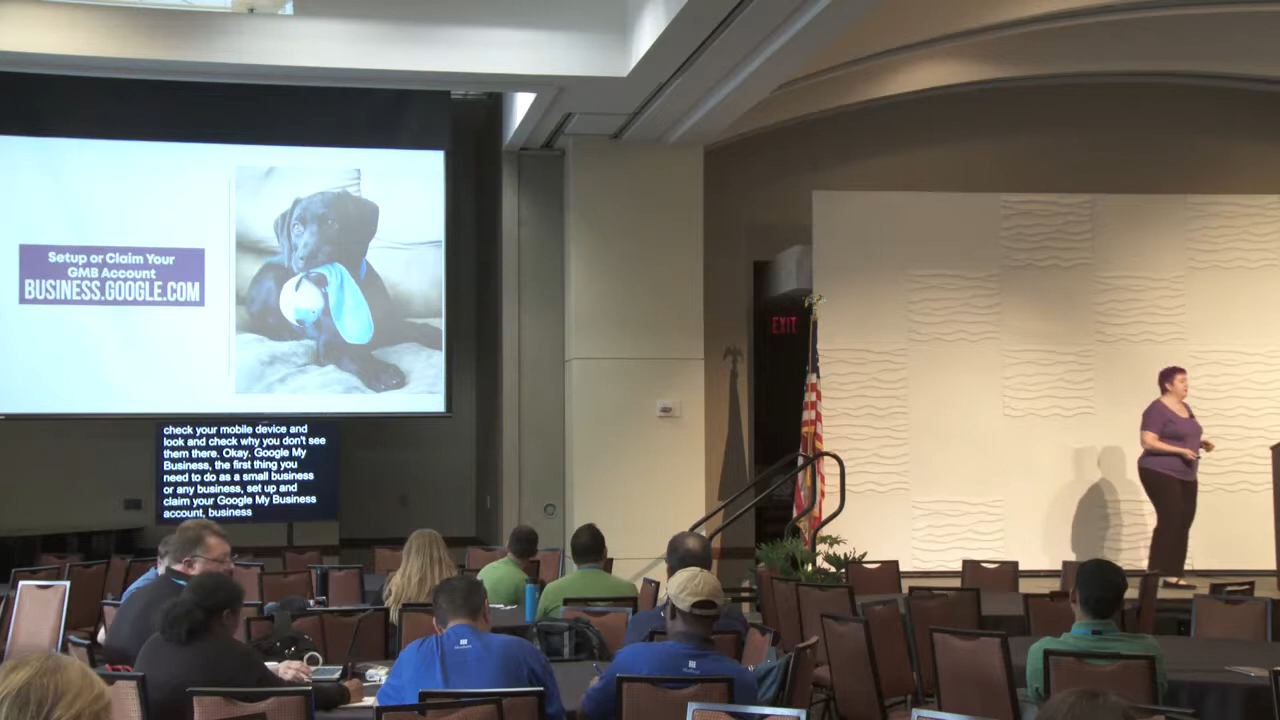 Setup or Claim Your
GMB Account
BUSINESS.GOOGLE.COM
check your mobile device and
look and check why you don't see
them there. Okay. Google My
Business, the first thing you
need to do as a small business
or any business, set up and
claim your Google My Business
account, business
EXIT